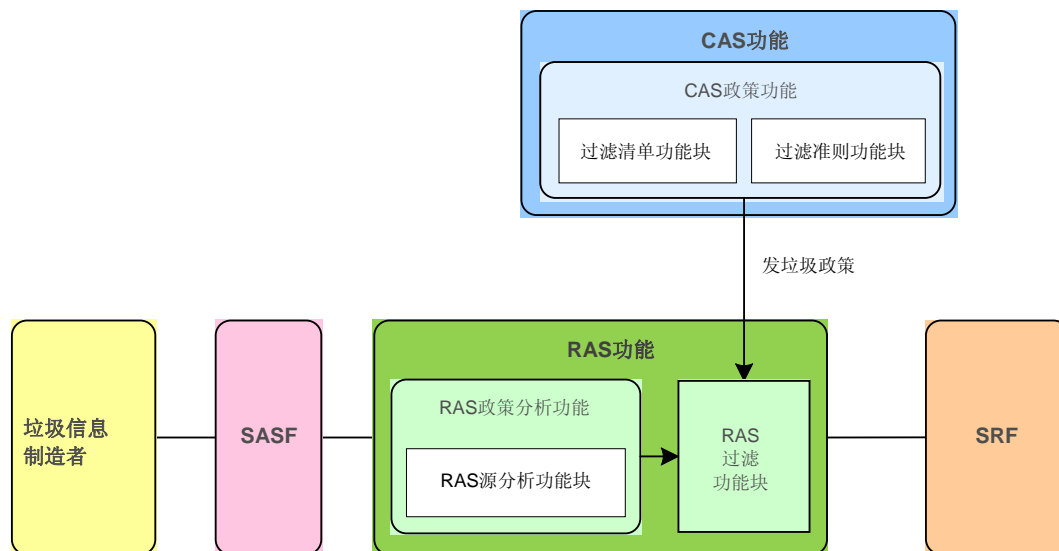 CAS功能
CAS政策功能
过滤清单功能块
过滤准则功能块
发垃圾政策
垃圾信息
制造者
SASF
RAS功能
RAS政策分析功能
RAS源分析功能块
RAS
过滤
功能块
SRF